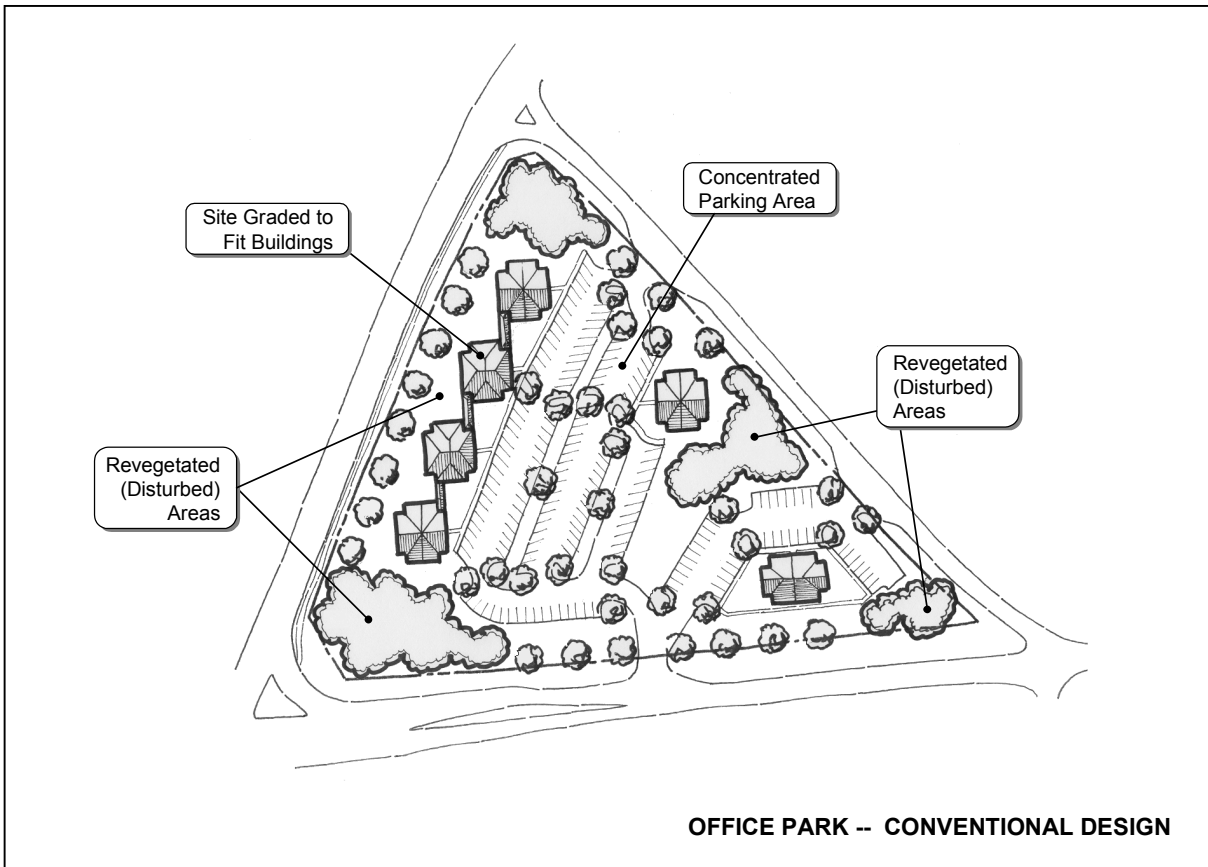 Concentrated
Parking Area
Site Graded to
Fit Buildings
Revegetated
(Disturbed)
Areas
Revegetated
(Disturbed)
Areas
OFFICE PARK -- CONVENTIONAL DESIGN